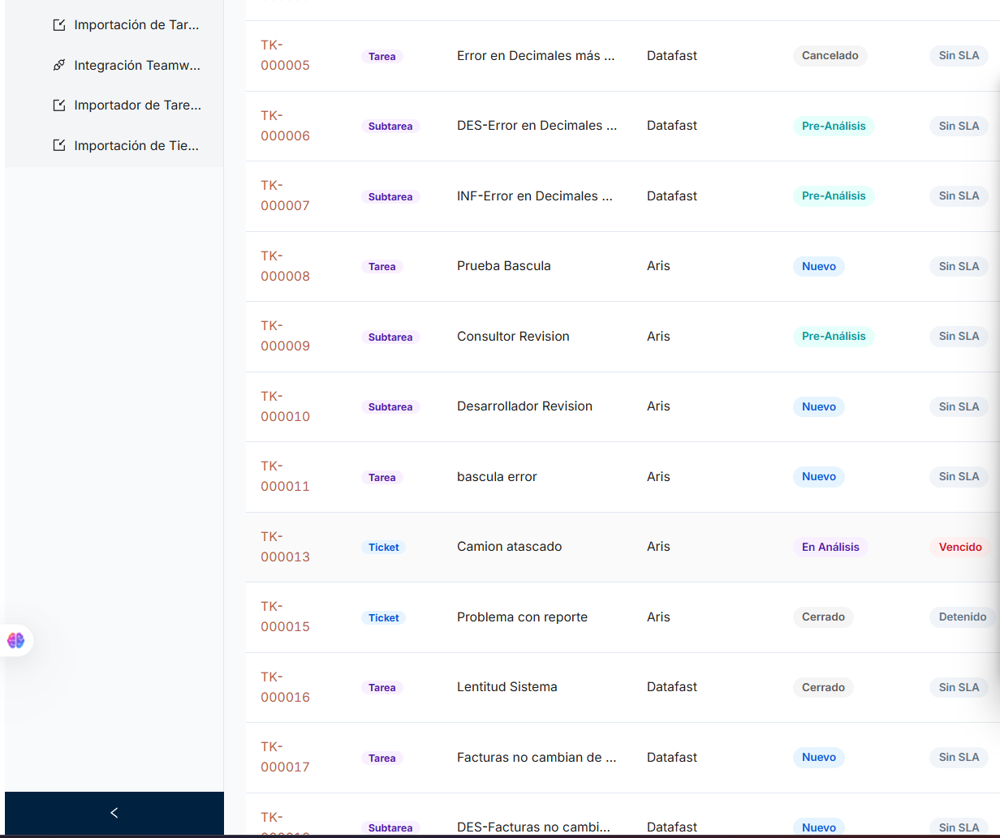 Importación de Tar...
Integración Teamw...
Importador de Tare...
Importación de Tie...
TK-
000005
Tarea
Error en Decimales más ...
Datafast
Cancelado
Sin SLA
TK-
000006
Subtarea
DES-Error en Decimales ...
Datafast
Pre-Análisis
Sin SLA
TK-
000007
Subtarea
INF-Error en Decimales ...
Datafast
Pre-Análisis
Sin SLA
TK-
000008
Tarea
Prueba Bascula
Aris
Nuevo
Sin SLA
TK-
000009
Subtarea
Consultor Revision
Aris
Pre-Análisis
Sin SLA
TK-
000010
Subtarea
Desarrollador Revision
Aris
Nuevo
Sin SLA
TK-
000011
Tarea
bascula error
Aris
Nuevo
Sin SLA
TK-
000013
Ticket
Camion atascado
Aris
En Análisis
Vencido
TK-
000015
Ticket
Problema con reporte
Aris
Cerrado
Detenido
TK-
000016
Tarea
Lentitud Sistema
Datafast
Cerrado
Sin SLA
TK-
000017
Tarea
Facturas no cambian de ...
Datafast
Nuevo
Sin SLA
TK-
Subtarea
DES-Facturas no cambi...
Datafast
Nuevo
Sin SLA